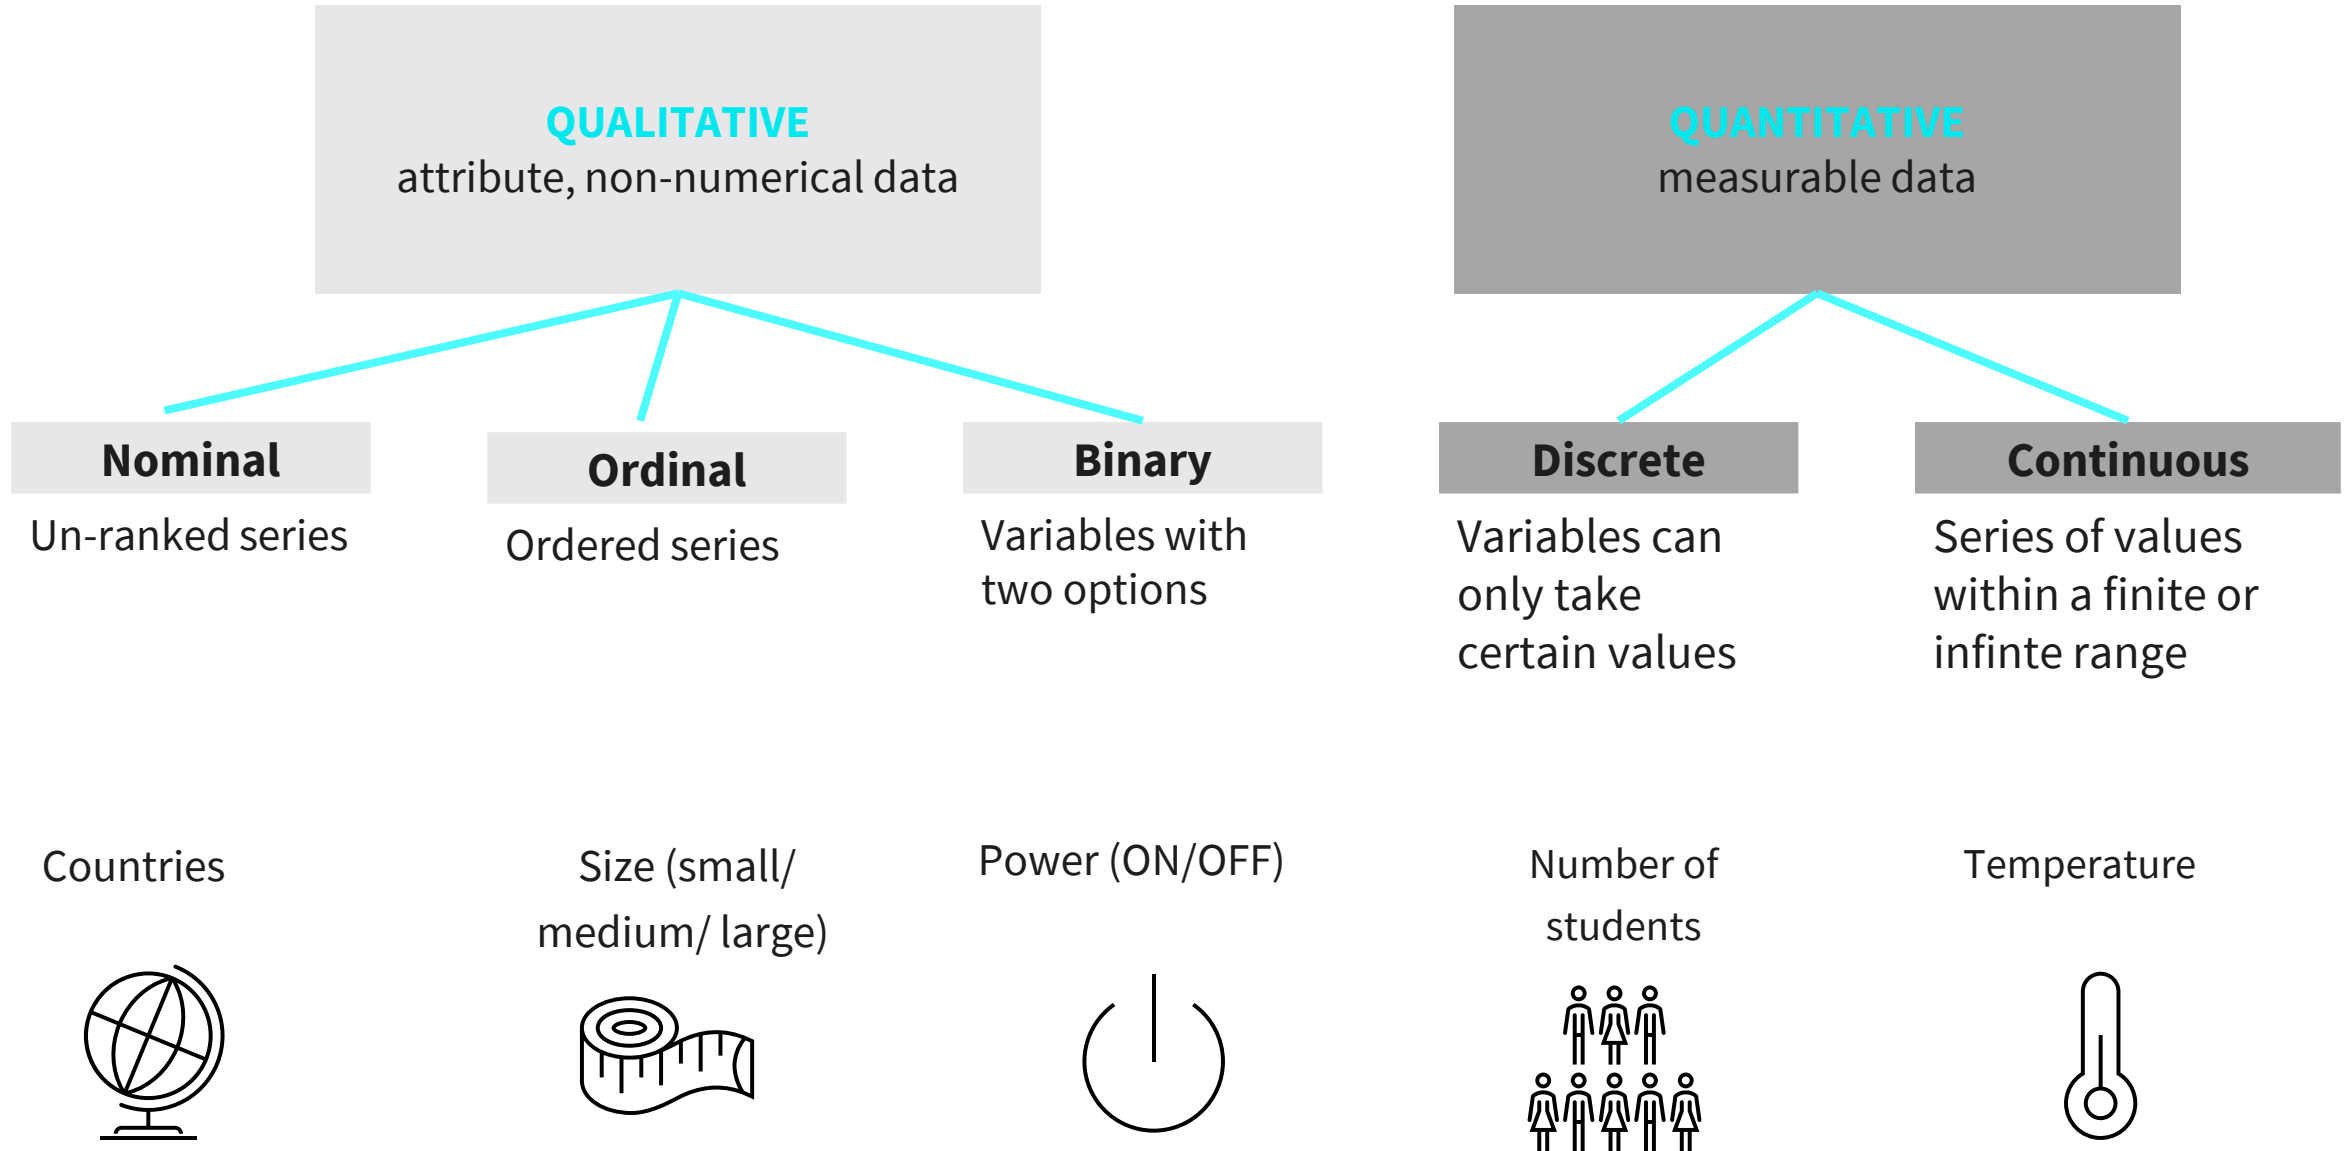 QUALITATIVE
attribute, non-numerical data
QUANTITATIVE
measurable data
Nominal
Un-ranked series
Ordinal
Ordered series
Binary
Variables with
two options
Discrete
Variables can
only take
certain values
Continuous
Series of values
within a finite or
infinte range
Countries
Size (small/
medium/ large)
Power (ON/OFF)
Number of
students
Temperature